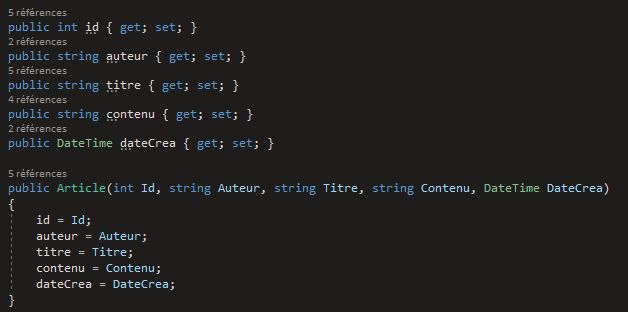 5 références
public int id { get; set; }
2 références
public string auteur { get; set; }
5 références
public string titre { get; set; }
4 références
public string contenu { get; set; }
2 références
public DateTime dateCrea { get; set; }
5 références
public Article(int Id, string Auteur, string Titre, string Contenu, DateTime DateCrea)
{
id = Id;
auteur = Auteur;
titre = Titre;
contenu = Contenu;
dateCrea = DateCrea;
}